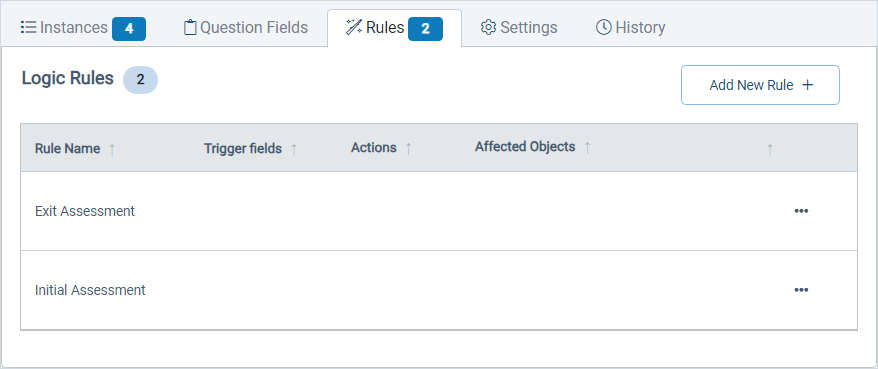 Instances 4 Question Fields Rules 2 Settings History
Logic Rules 2 Add New Rule +
Rule Name ↑ Trigger fields ↑ Actions ↑ Affected Objects ↑ ↑
Exit Assessment •••
Initial Assessment •••